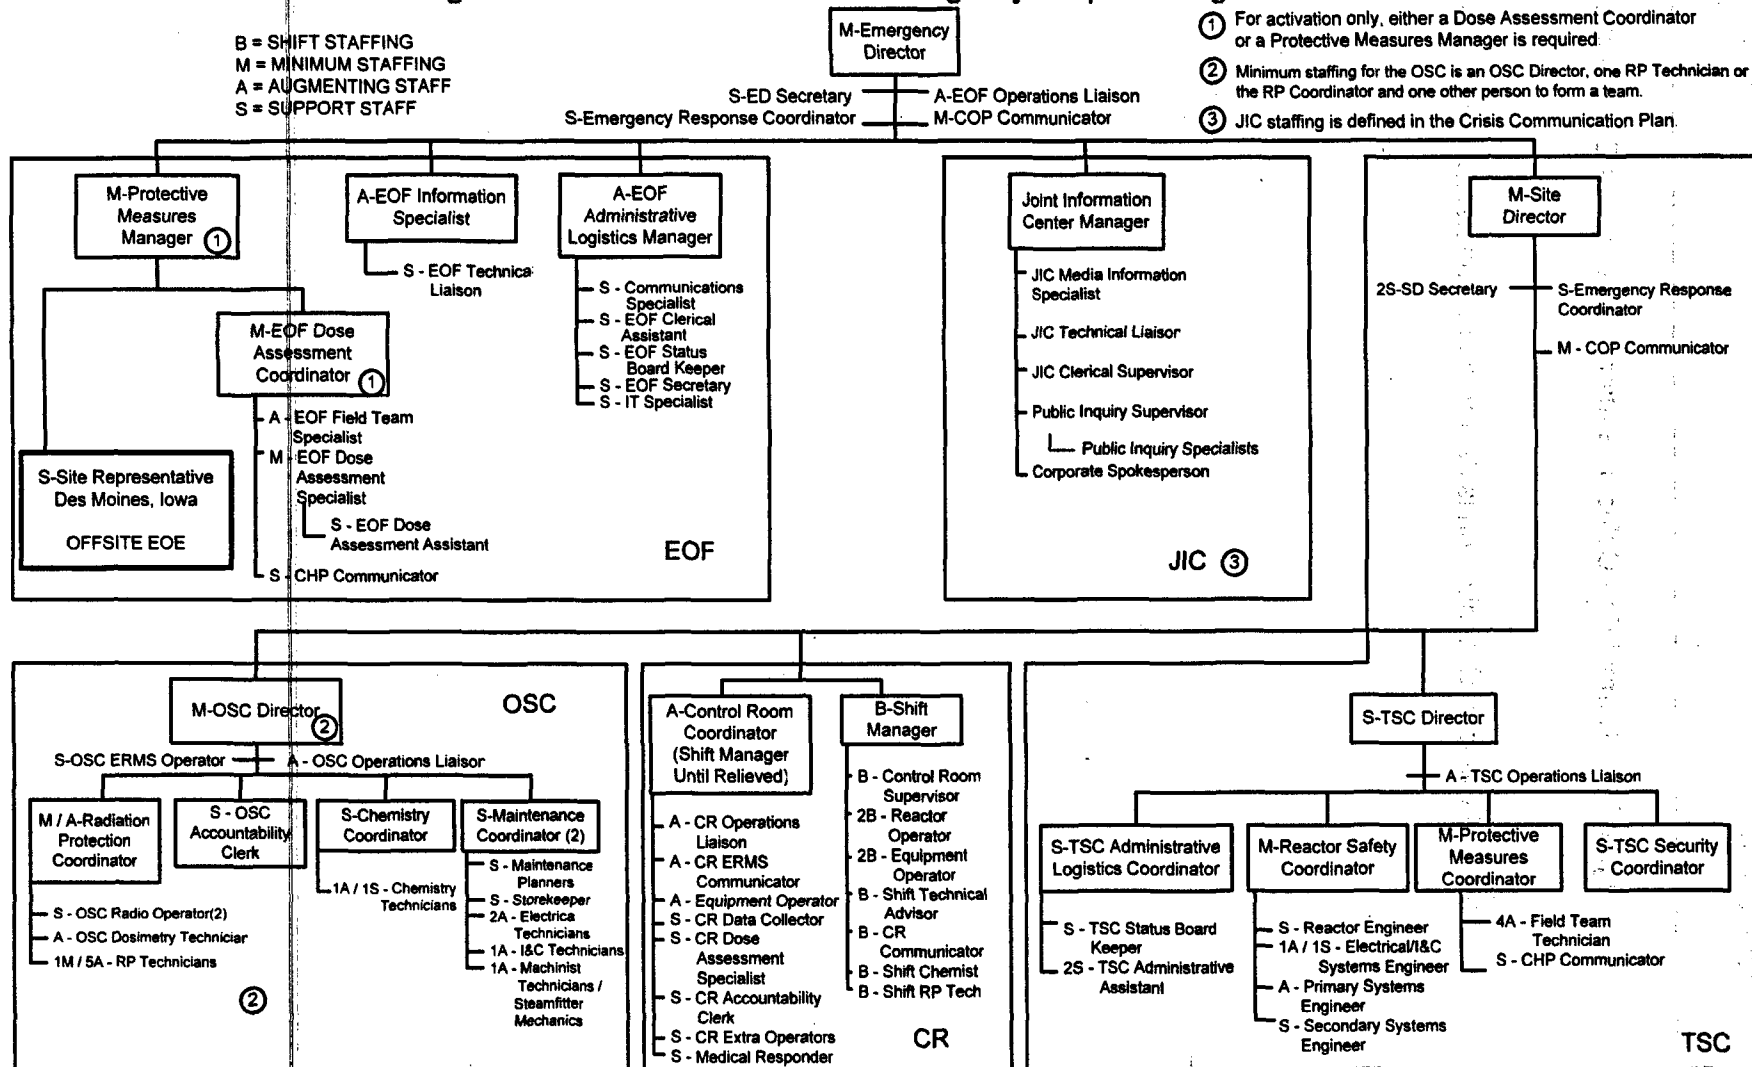 B = SHIFT STAFFING
M = MINIMUM STAFFING
A = AUGMENTING STAFF
S = SUPPORT STAFF
M-Emergency
Director
1 For activation only, either a Dose Assessment Coordinator
or a Protective Measures Manager is required
2 Minimum staffing for the OSC is an OSC Director, one RP Technician or
the RP Coordinator and one other person to form a team.
3 JIC staffing is defined in the Crisis Communication Plan.
S-ED Secretary
A-EOF Operations Liaison
S-Emergency Response Coordinator
M-COP Communicator
M-Protective
Measures
Manager 1
A-EOF Information
Specialist
S - EOF Technical
Liaison
A-EOF
Administrative
Logistics Manager
S - Communications
Specialist
S - EOF Clerical
Assistant
S - EOF Status
Board Keeper
S - EOF Secretary
S - IT Specialist
M-EOF Dose
Assessment
Coordinator 1
A - EOF Field Team
Specialist
M - EOF Dose
Assessment
Specialist
S - EOF Dose
Assessment Assistant
S - CHP Communicator
S-Site Representative
Des Moines, Iowa
OFFSITE EOE
EOF
Joint Information
Center Manager
JIC Media Information
Specialist
JIC Technical Liaisor
JIC Clerical Supervisor
Public Inquiry Supervisor
Public Inquiry Specialists
Corporate Spokesperson
JIC 3
M-Site
Director
2S-SD Secretary
S-Emergency Response
Coordinator
M - COP Communicator
OSC
M-OSC Director
2
S-OSC ERMS Operator
A - OSC Operations Liaisor
M / A-Radiation
Protection
Coordinator
S - OSC Radio Operator(2)
A - OSC Dosimetry Techniciar
1M / 5A - RP Technicians
2
S - OSC
Accountability
Clerk
S-Chemistry
Coordinator
1A / 1S - Chemistry
Technicians
S-Maintenance
Coordinator (2)
S - Maintenance
Planners
S - Storekeeper
2A - Electrica
Technicians
1A - I&C Technicians
1A - Machinist
Technicians /
Steamfitter
Mechanics
A-Control Room
Coordinator
(Shift Manager
Until Relieved)
A - CR Operations
Liaison
A - CR ERMS
Communicator
A - Equipment Operator
S - CR Data Collector
S - CR Dose
Assessment
Specialist
S - CR Accountability
Clerk
S - CR Extra Operators
S - Medical Responder
B-Shift
Manager
B - Control Room
Supervisor
2B - Reactor
Operator
2B - Equipment
Operator
B - Shift Technical
Advisor
B - CR
Communicator
B - Shift Chemist
B - Shift RP Tech
CR
S-TSC Director
A - TSC Operations Liaison
S-TSC Administrative
Logistics Coordinator
S - TSC Status Board
Keeper
2S - TSC Administrative
Assistant
M-Reactor Safety
Coordinator
S - Reactor Engineer
1A / 1S - Electrical/I&C
Systems Engineer
A - Primary Systems
Engineer
S - Secondary Systems
Engineer
M-Protective
Measures
Coordinator
4A - Field Team
Technician
S - CHP Communicator
S-TSC Security
Coordinator
TSC